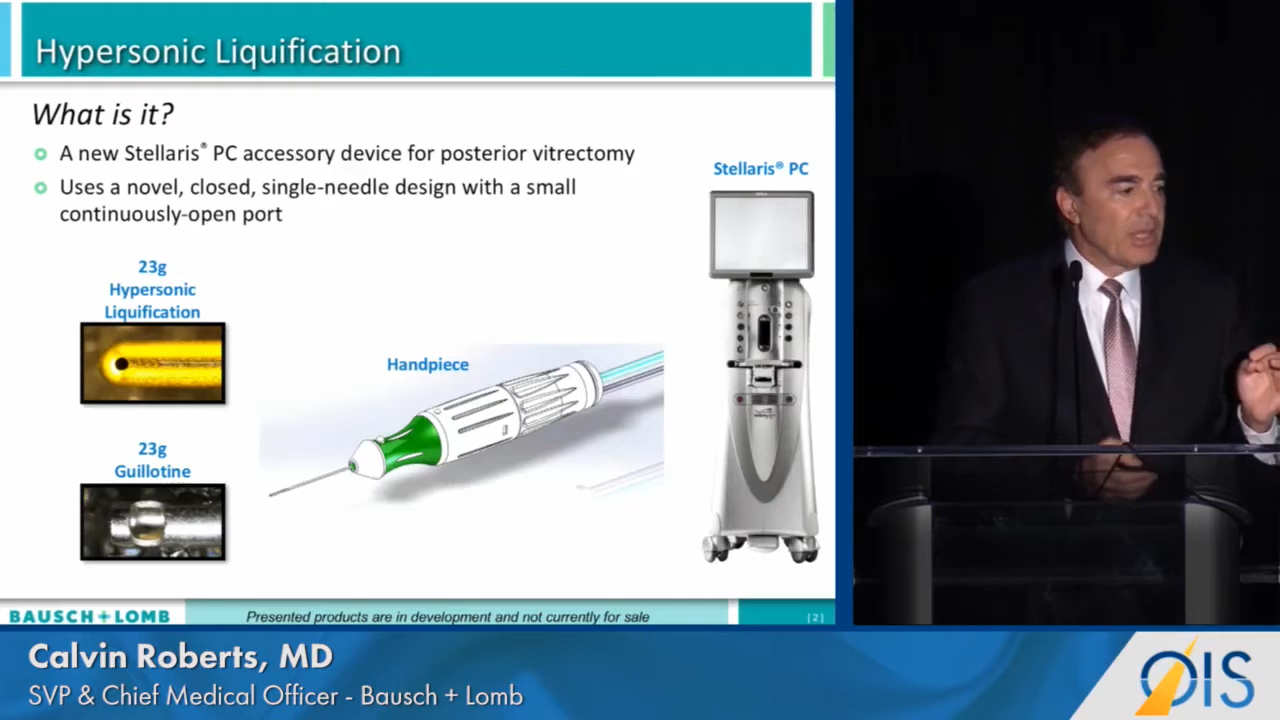 Hypersonic Liquification
What is it?
A new Stellaris® PC accessory device for posterior vitrectomy
Uses a novel, closed, single-needle design with a small
continuously-open port
Stellaris® PC
23g
Hypersonic
Liquification
Handpiece
23g
Guillotine
BAUSCH+LOMB
Presented products are in development and not currently for sale
[2]
Calvin Roberts, MD
SVP & Chief Medical Officer - Bausch + Lomb
OIS